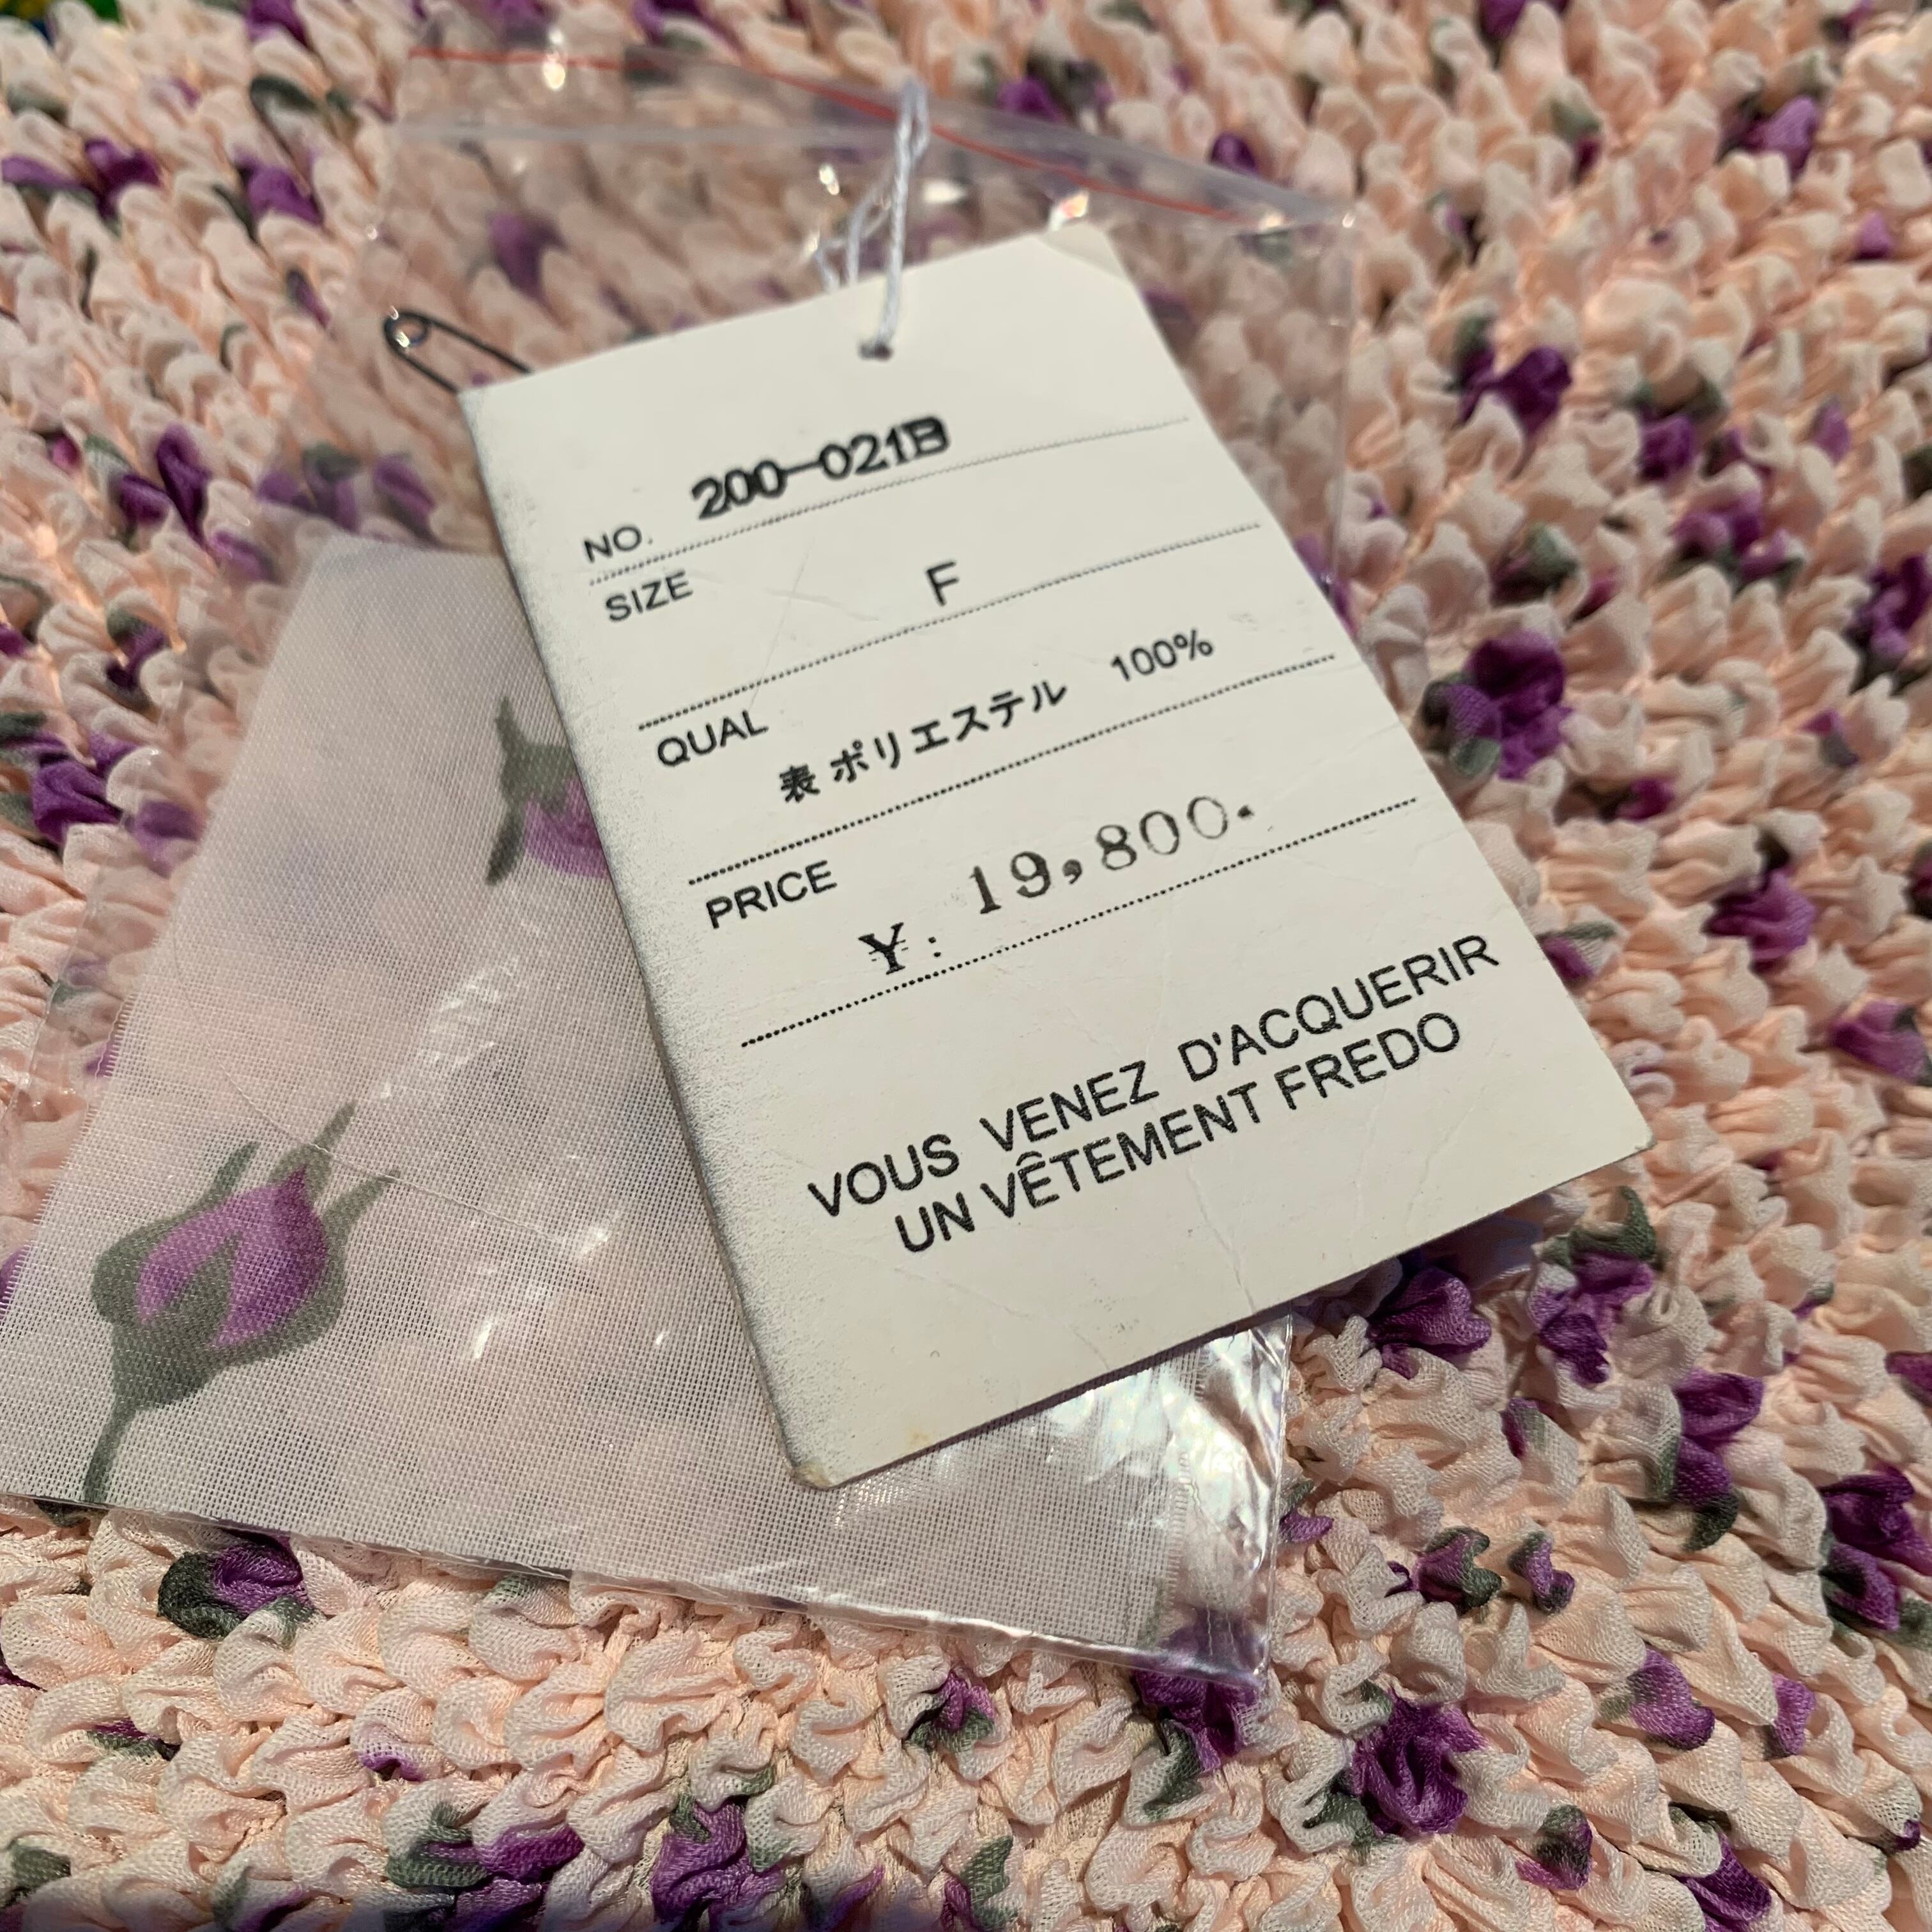 NO. 200-021B
SIZE F
QUAL
表 ポリエステル 100%
PRICE
¥: 19,800.
VOUS VENEZ D'ACQUERIR
UN VÊTEMENT FREDO